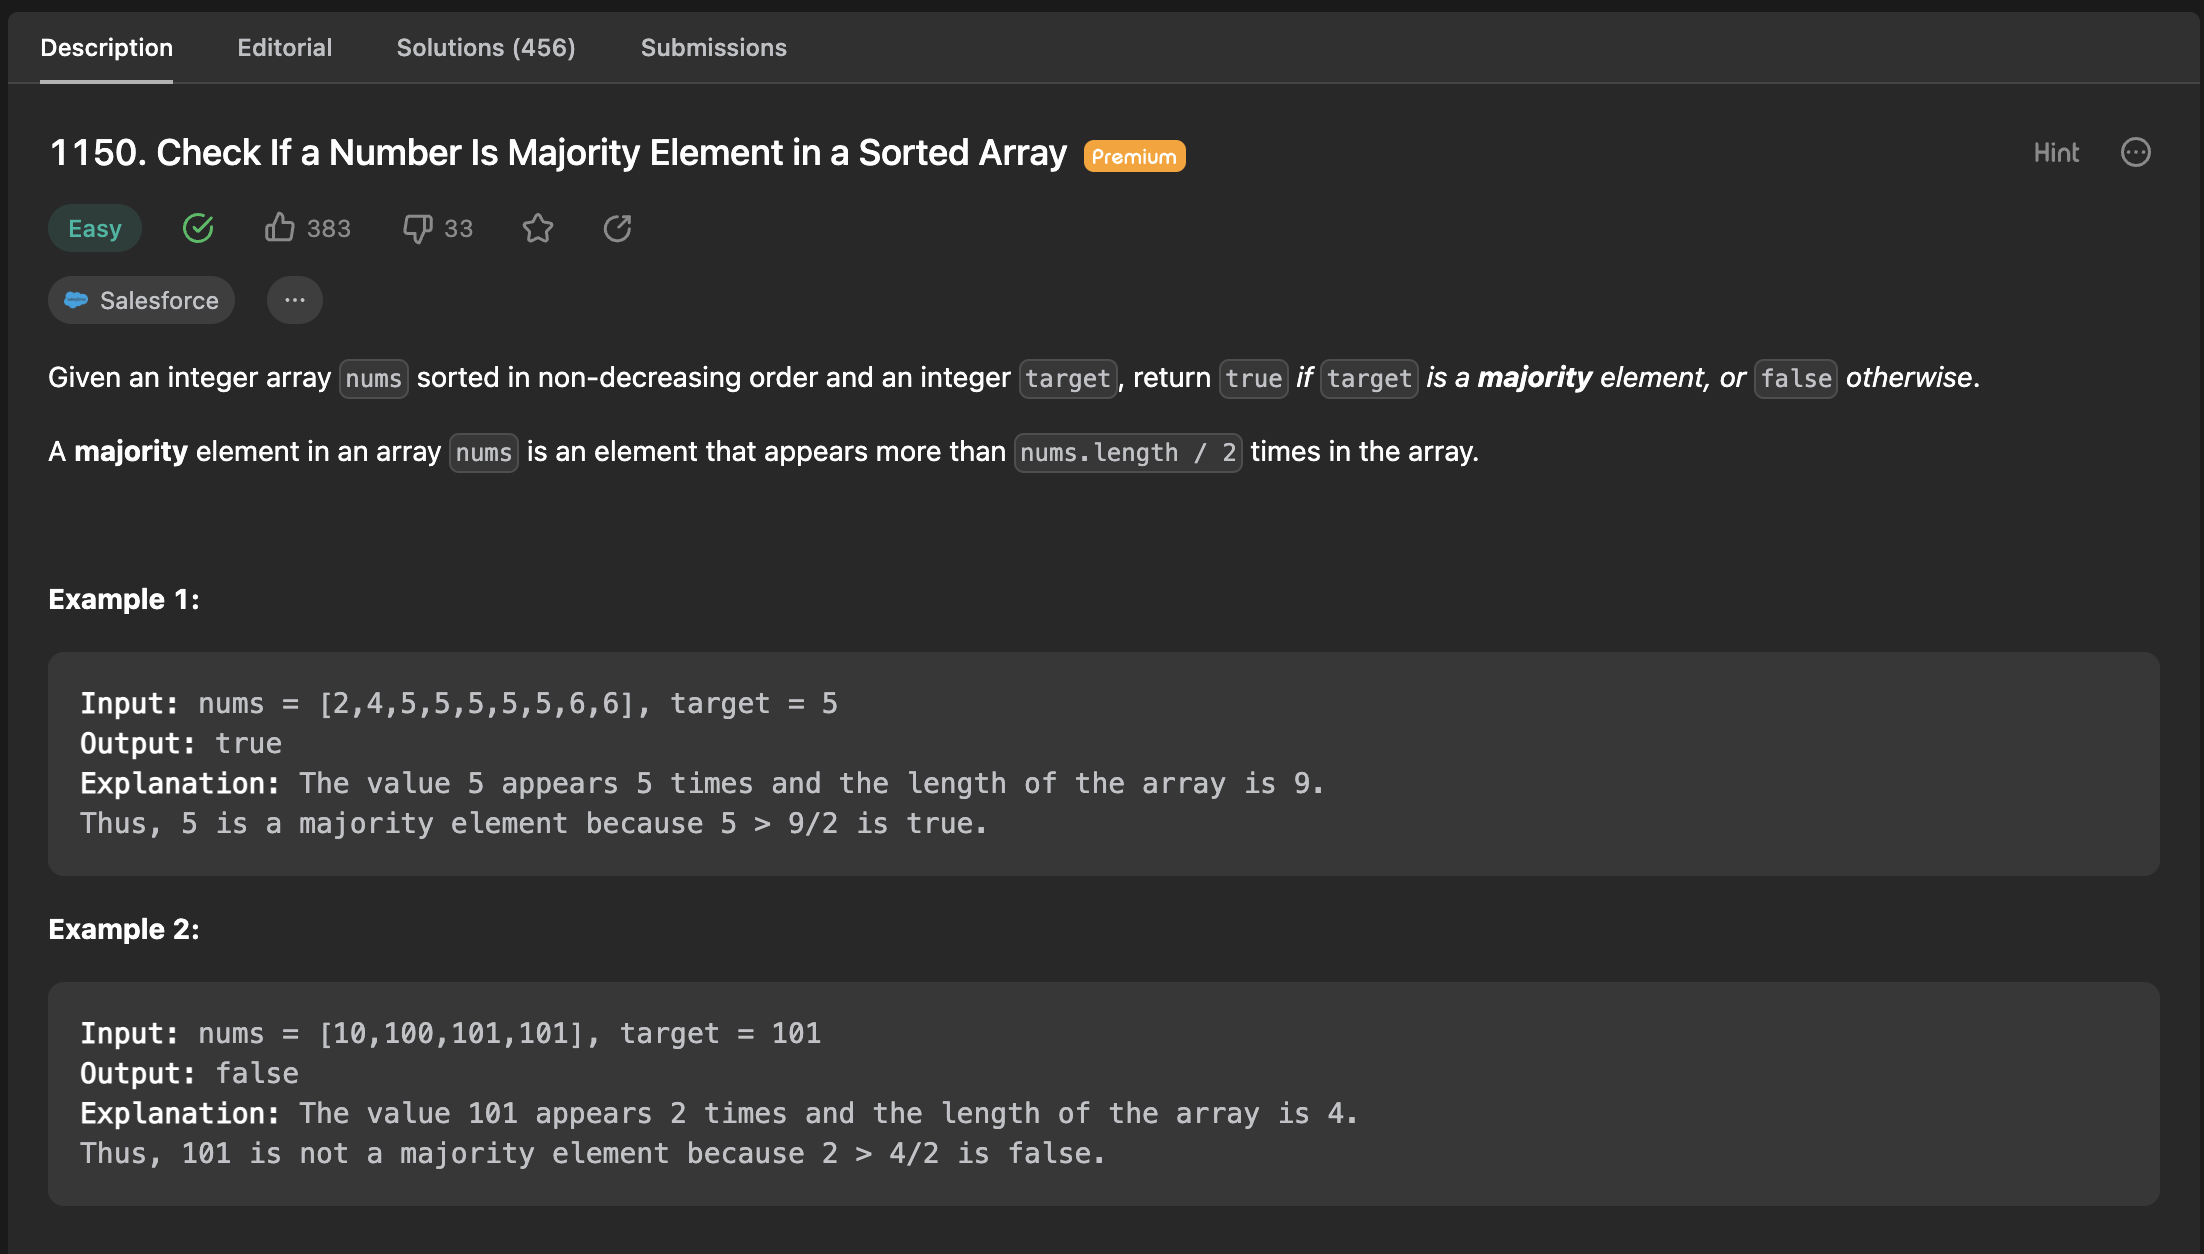 Description Editorial Solutions (456) Submissions
1150. Check If a Number Is Majority Element in a Sorted Array Premium Hint
Easy 383 33
Salesforce
Given an integer array nums sorted in non-decreasing order and an integer target, return true if target is a majority element, or false otherwise.
A majority element in an array nums is an element that appears more than nums.length / 2 times in the array.
Example 1:
Input: nums = [2,4,5,5,5,5,5,6,6], target = 5
Output: true
Explanation: The value 5 appears 5 times and the length of the array is 9.
Thus, 5 is a majority element because 5 > 9/2 is true.
Example 2:
Input: nums = [10,100,101,101], target = 101
Output: false
Explanation: The value 101 appears 2 times and the length of the array is 4.
Thus, 101 is not a majority element because 2 > 4/2 is false.